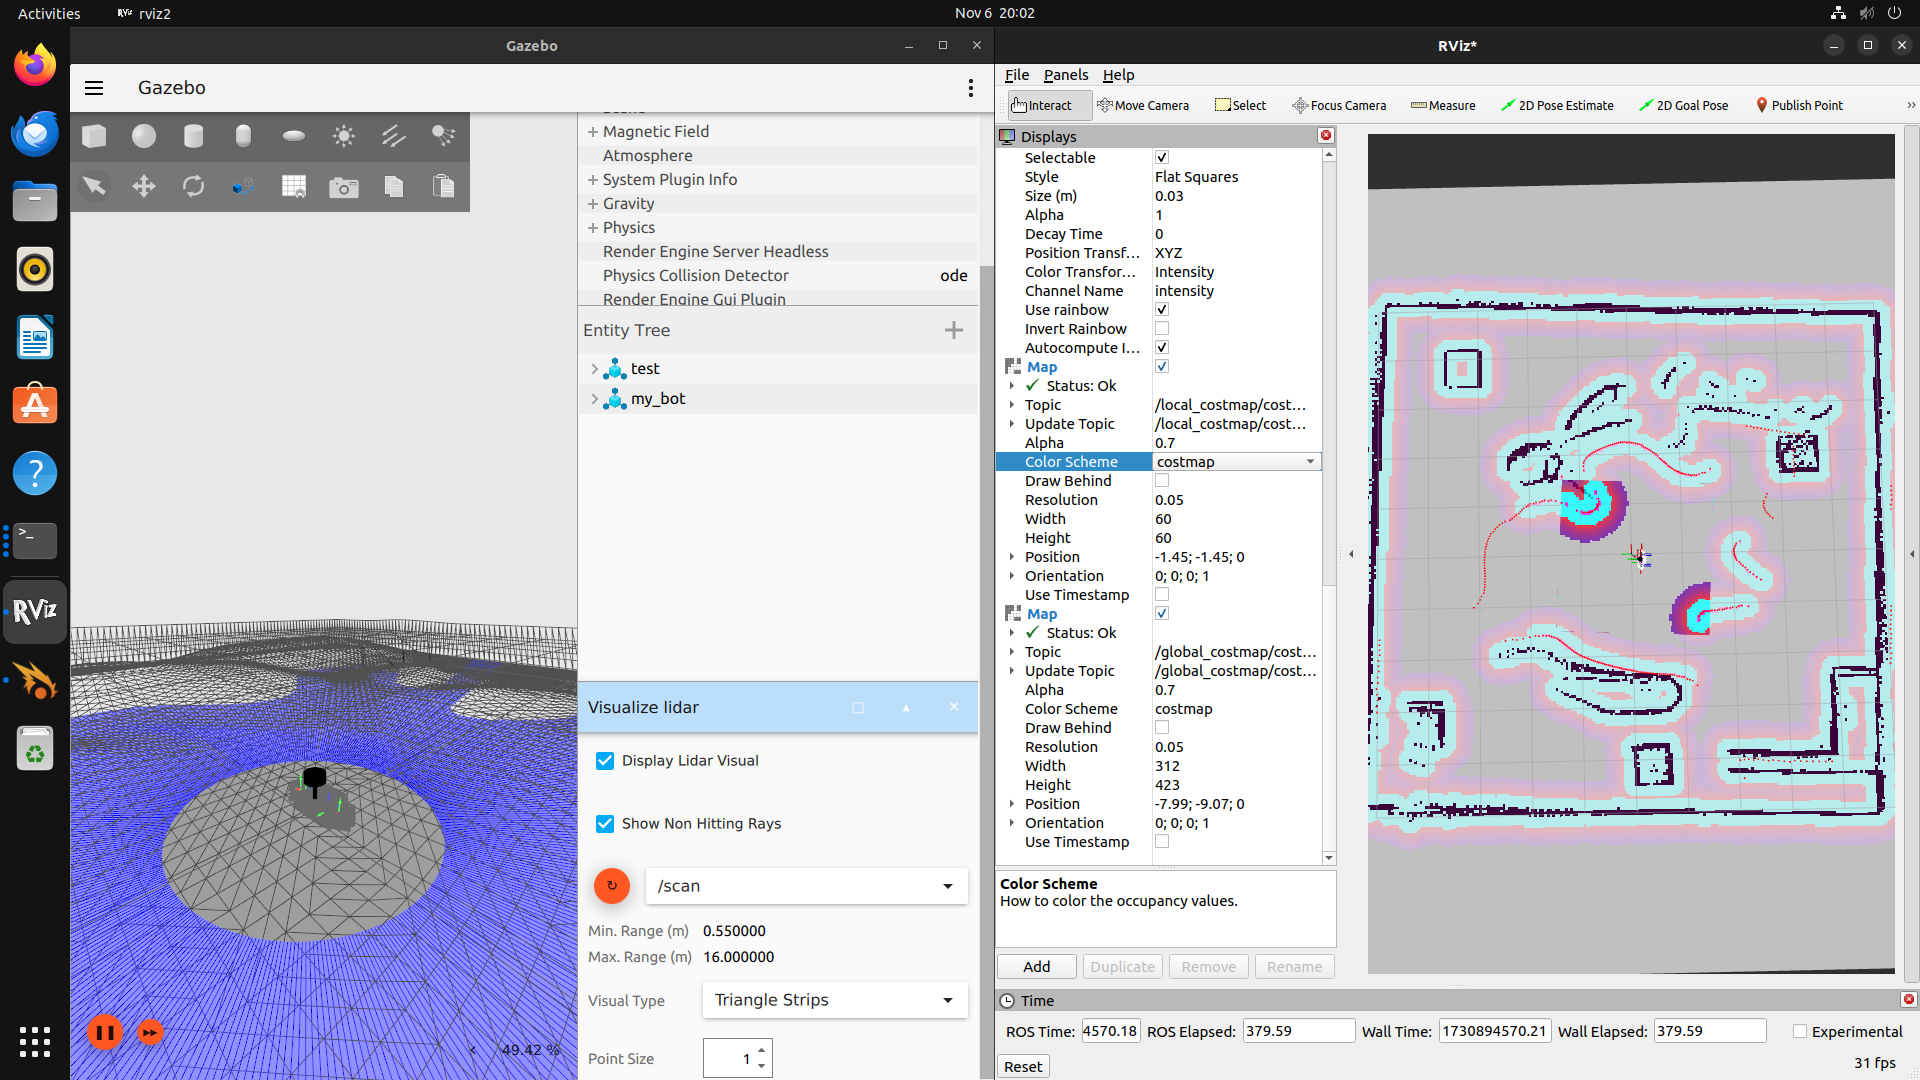 Activities
RViz rviz2
Nov 6 20:02
Gazebo
Gazebo
Magnetic Field
Atmosphere
System Plugin Info
Gravity
Physics
Render Engine Server Headless
Physics Collision Detector ode
Render Engine Gui Plugin
Entity Tree
test
my_bot
Visualize lidar
Display Lidar Visual
Show Non Hitting Rays
/scan
Min. Range (m) 0.550000
Max. Range (m) 16.000000
Visual Type Triangle Strips
Point Size 1
49.42 %
RViz
RViz*
File Panels Help
Interact Move Camera Select Focus Camera Measure 2D Pose Estimate 2D Goal Pose Publish Point
Displays
Selectable
Style Flat Squares
Size (m) 0.03
Alpha 1
Decay Time 0
Position Transf… XYZ
Color Transfor… Intensity
Channel Name intensity
Use rainbow
Invert Rainbow
Autocompute I…
Map
Status: Ok
Topic /local_costmap/cost…
Update Topic /local_costmap/cost…
Alpha 0.7
Color Scheme costmap
Draw Behind
Resolution 0.05
Width 60
Height 60
Position -1.45; -1.45; 0
Orientation 0; 0; 0; 1
Use Timestamp
Map
Status: Ok
Topic /global_costmap/cost…
Update Topic /global_costmap/cost…
Alpha 0.7
Color Scheme costmap
Draw Behind
Resolution 0.05
Width 312
Height 423
Position -7.99; -9.07; 0
Orientation 0; 0; 0; 1
Use Timestamp
Color Scheme
How to color the occupancy values.
Add Duplicate Remove Rename
Time
ROS Time: 4570.18 ROS Elapsed: 379.59 Wall Time: 1730894570.21 Wall Elapsed: 379.59 Experimental
Reset
31 fps